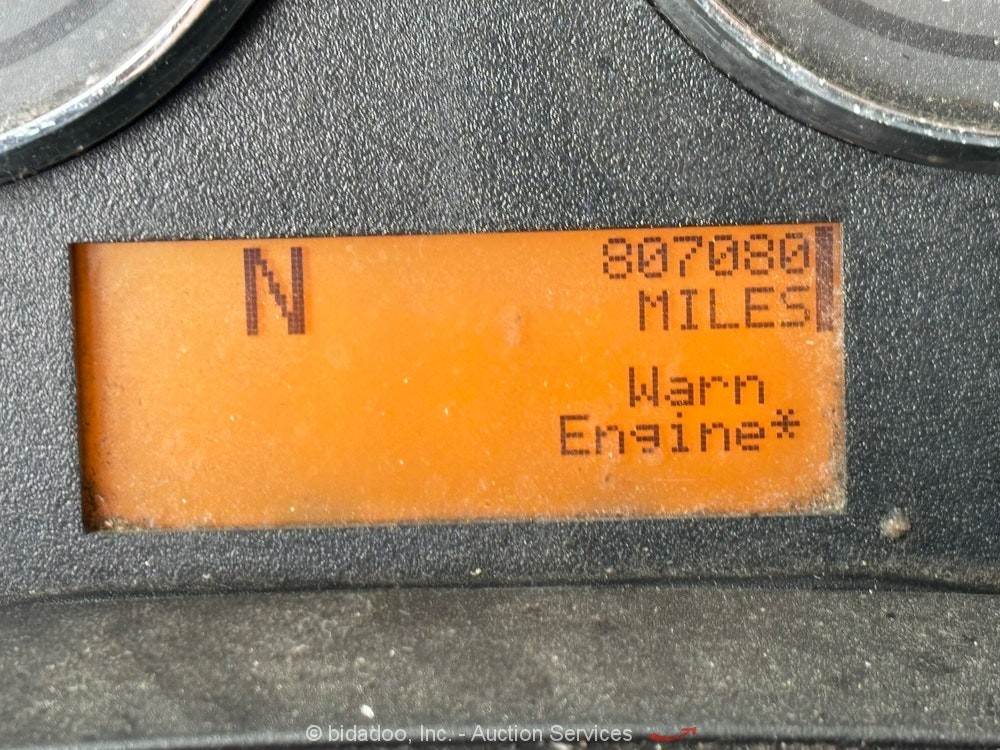 N
807080
MILES
Warn
Engine*
© bidadoo, Inc. - Auction Services